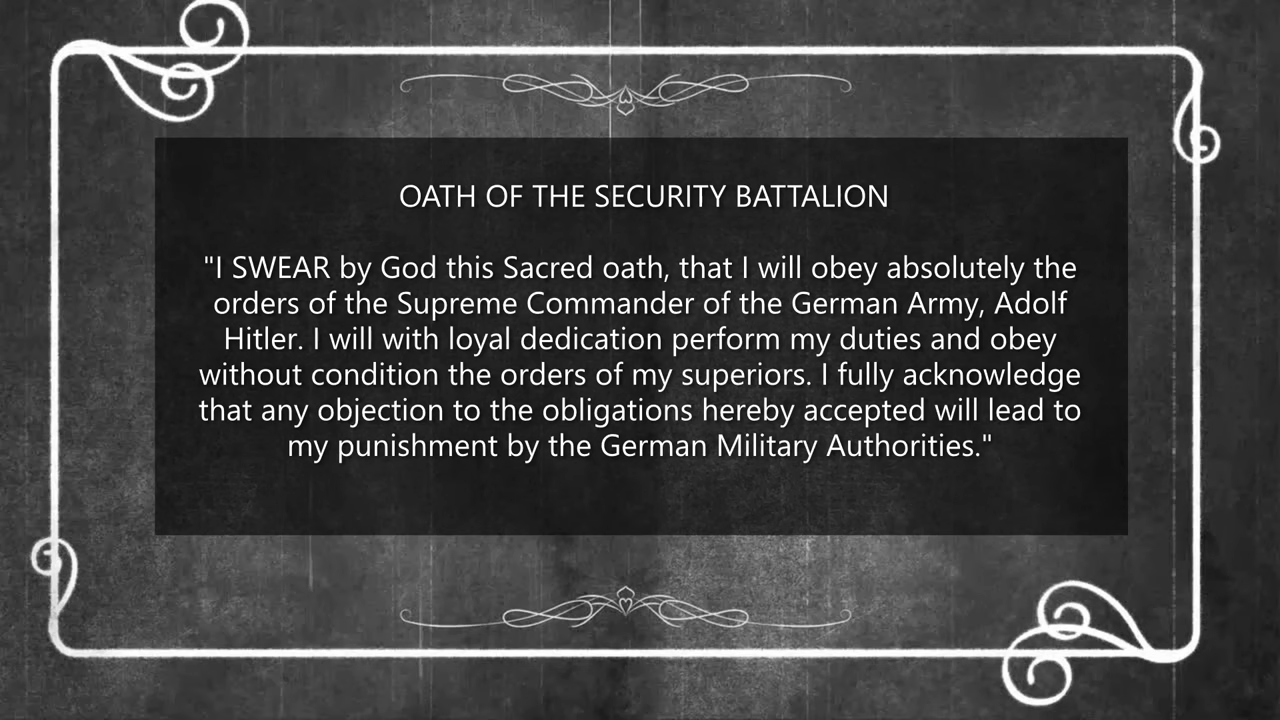 OATH OF THE SECURITY BATTALION
"I SWEAR by God this Sacred oath, that I will obey absolutely the
orders of the Supreme Commander of the German Army, Adolf
Hitler. I will with loyal dedication perform my duties and obey
without condition the orders of my superiors. I fully acknowledge
that any objection to the obligations hereby accepted will lead to
my punishment by the German Military Authorities."